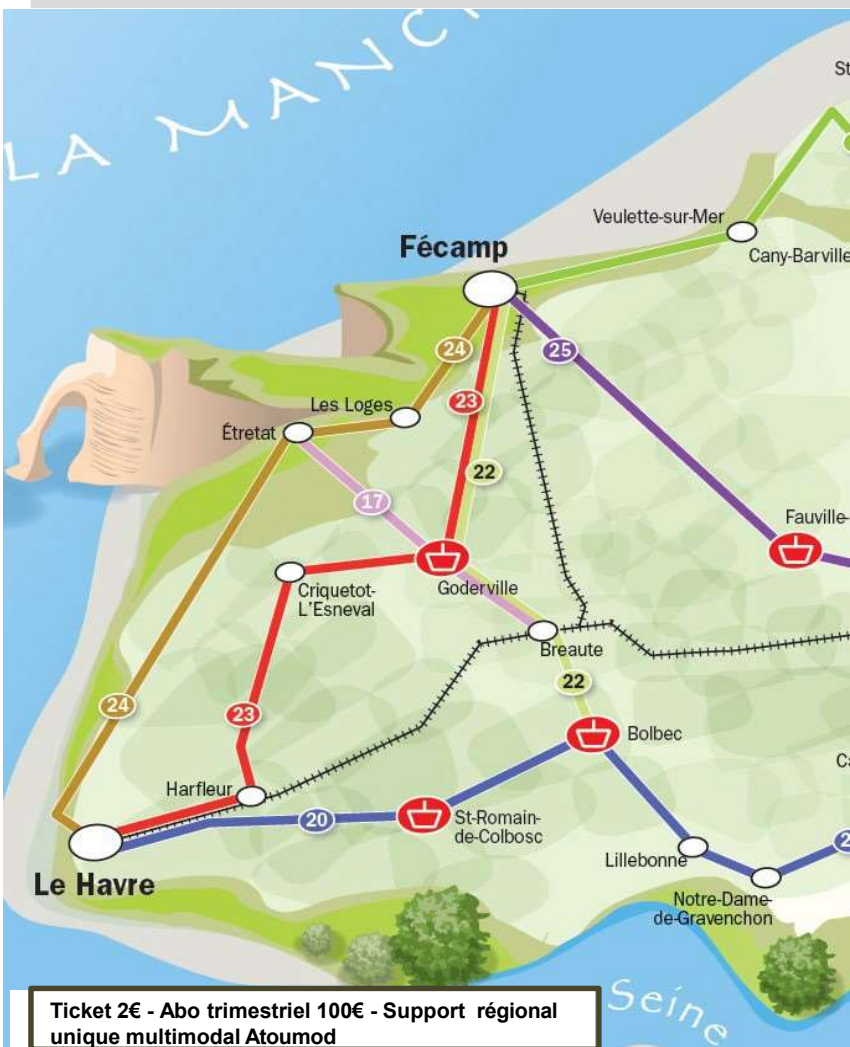 LA MANC
St
Veulette-sur-Mer
Fécamp
Cany-Barville
24
25
Les Loges
23
Étretat
22
17
Fauville-
Criquetot-
L'Esneval
Goderville
Breaute
22
24
23
Bolbec
Harfleur
20
St-Romain-
de-Colbosc
Lillebonne
Le Havre
Notre-Dame-
de-Gravenchon
Seine
Ticket 2€ - Abo trimestriel 100€ - Support régional
unique multimodal Atoumod